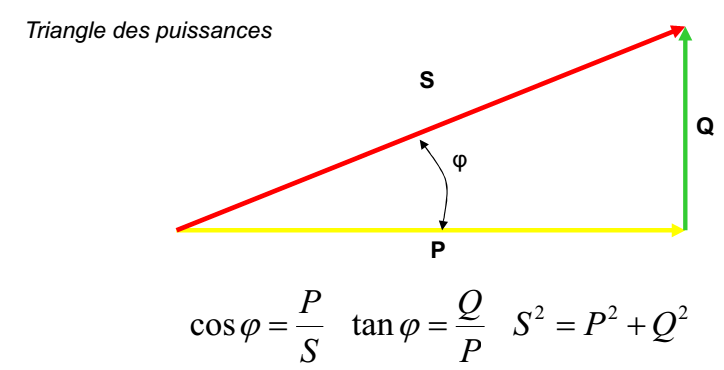 Triangle des puissances
S
Q
φ
P
cos φ = P/S   tan φ = Q/P   S² = P² + Q²